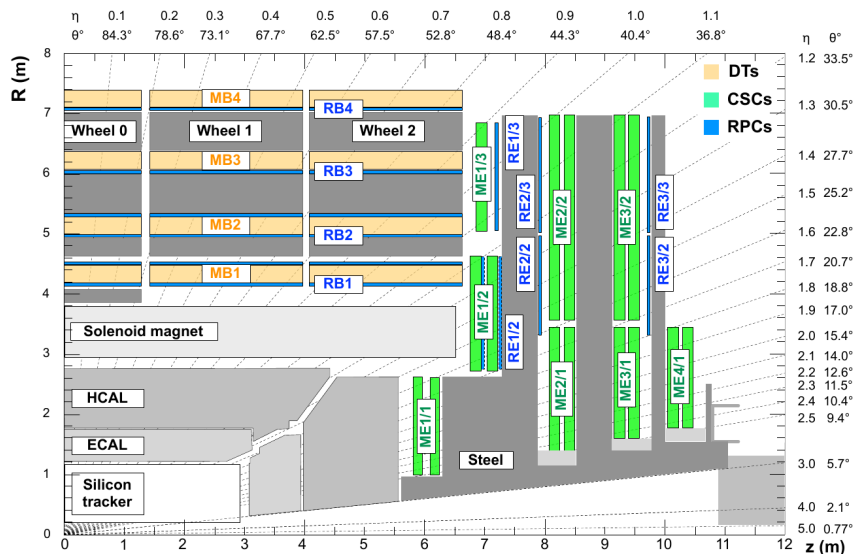 η 0.1 0.2 0.3 0.4 0.5 0.6 0.7 0.8 0.9 1.0 1.1
θ° 84.3° 78.6° 73.1° 67.7° 62.5° 57.5° 52.8° 48.4° 44.3° 40.4° 36.8° η θ°
R (m)
8
7
6
5
4
3
2
1
0
1.2 33.5°
1.3 30.5°
1.4 27.7°
1.5 25.2°
1.6 22.8°
1.7 20.7°
1.8 18.8°
1.9 17.0°
2.0 15.4°
2.1 14.0°
2.2 12.6°
2.3 11.5°
2.4 10.4°
2.5 9.4°
3.0 5.7°
4.0 2.1°
5.0 0.77°
DTs
CSCs
RPCs
MB4
RB4
Wheel 0 Wheel 1 Wheel 2
MB3
RB3
MB2
RB2
MB1
RB1
ME1/3
RE1/3
RE2/3
ME2/2
ME3/2
RE3/3
ME1/2
RE1/2
RE2/2
RE3/2
ME1/1
ME2/1
ME3/1
ME4/1
Solenoid magnet
HCAL
ECAL
Steel
Silicon
tracker
0 1 2 3 4 5 6 7 8 9 10 11 12
z (m)